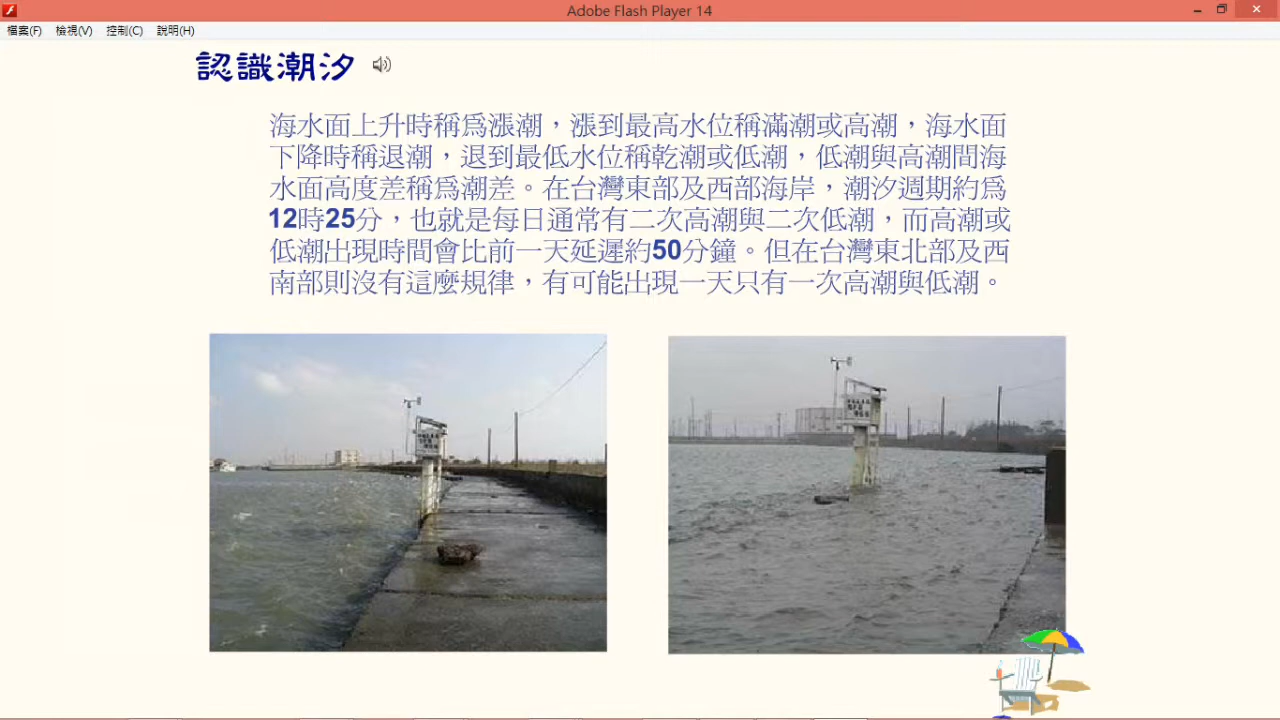 Adobe Flash Player 14
檔案(F) 檢視(V) 控制(C) 說明(H)
認識潮汐
海水面上升時稱爲漲潮，漲到最高水位稱滿潮或高潮，海水面
下降時稱退潮，退到最低水位稱乾潮或低潮，低潮與高潮間海
水面高度差稱爲潮差。在台灣東部及西部海岸，潮汐週期約爲
12時25分，也就是每日通常有二次高潮與二次低潮，而高潮或
低潮出現時間會比前一天延遲約50分鐘。但在台灣東北部及西
南部則沒有這麼規律，有可能出現一天只有一次高潮與低潮。